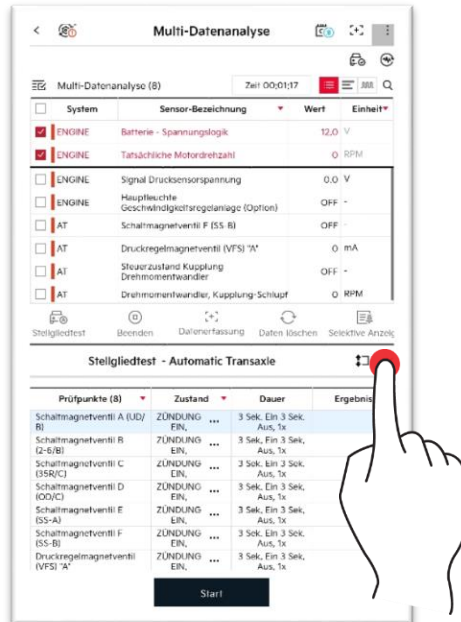 Multi-Datenanalyse
Multi-Datenanalyse (8) Zeit 00;01;17
System Sensor-Bezeichnung Wert Einheit
ENGINE Batterie - Spannungslogik 12,0 V
ENGINE Tatsächliche Motordrehzahl 0 RPM
ENGINE Signal Drucksensorspannung 0,0 V
ENGINE Hauptleuchte
Geschwindigkeitsregelanlage (Option) OFF -
AT Schaltmagnetventil F (SS-B) OFF -
AT Druckregelmagnetventil (VFS) "A" 0 mA
AT Steuerzustand Kupplung
Drehmomentwandler OFF -
AT Drehmomentwandler, Kupplung-Schlupf 0 RPM
Stellgliedtest Beenden Datenerfassung Daten löschen Selektive Anzeig
Stellgliedtest - Automatic Transaxle
Prüfpunkte (8) Zustand Dauer Ergebnis
Schaltmagnetventil A (UD/ ZÜNDUNG ... 3 Sek. Ein 3 Sek.
B) EIN, Aus, 1x
Schaltmagnetventil B ZÜNDUNG ... 3 Sek. Ein 3 Sek.
(2-6/B) EIN, Aus, 1x
Schaltmagnetventil C ZÜNDUNG ... 3 Sek. Ein 3 Sek.
(35R/C) EIN, Aus, 1x
Schaltmagnetventil D ZÜNDUNG ... 3 Sek. Ein 3 Sek.
(OD/C) EIN, Aus, 1x
Schaltmagnetventil E ZÜNDUNG ... 3 Sek. Ein 3 Sek.
(SS-A) EIN, Aus, 1x
Schaltmagnetventil F ZÜNDUNG ... 3 Sek. Ein 3 Sek.
(SS-B) EIN, Aus, 1x
Druckregelmagnetventil ZÜNDUNG ... 3 Sek. Ein 3 Sek.
(VFS) "A" EIN, Aus, 1x
Start